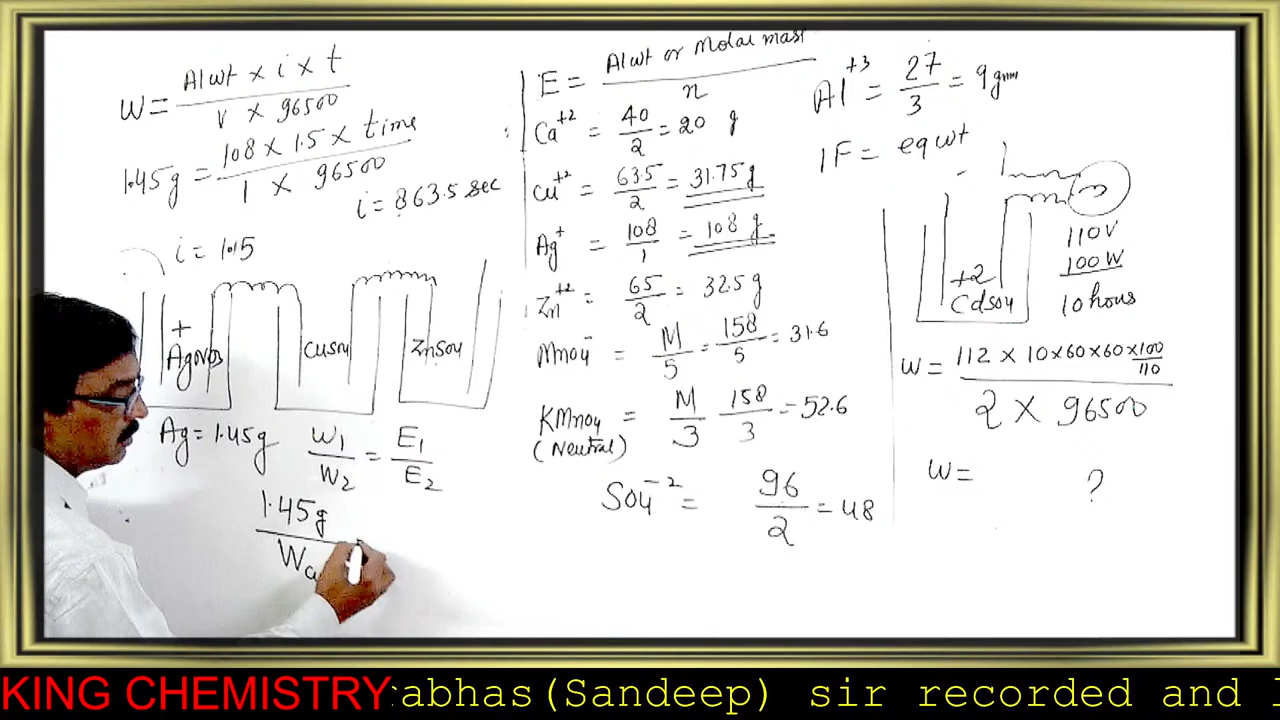 W = At wt × i × t / V × 96500
1.45g = 108 × 1.5 × time / 1 × 96500
i = 863.5 sec
i = 1.5
+
AgNO3
CuSO4
ZnSO4
Ag = 1.45g
W1 / W2 = E1 / E2
1.45g / Wcu
E = At wt or Molar mass / n
Ca+2 = 40 / 2 = 20 g
Cu+2 = 63.5 / 2 = 31.75 g
Ag+ = 108 / 1 = 108 g
Zn+2 = 65 / 2 = 32.5 g
MnO4- = M / 5 = 158 / 5 = 31.6
KMnO4 = M / 3 158 / 3 = 52.6
(Neutral)
SO4-2 = 96 / 2 = 48
Al+3 = 27 / 3 = 9 gm
1F = eq wt
110V
100W
10 hours
+2
CdSO4
W = 112 × 10 × 60 × 60 × 100/110 / 2 × 96500
W = ?
KING CHEMISTRY
abhas(Sandeep) sir recorded and